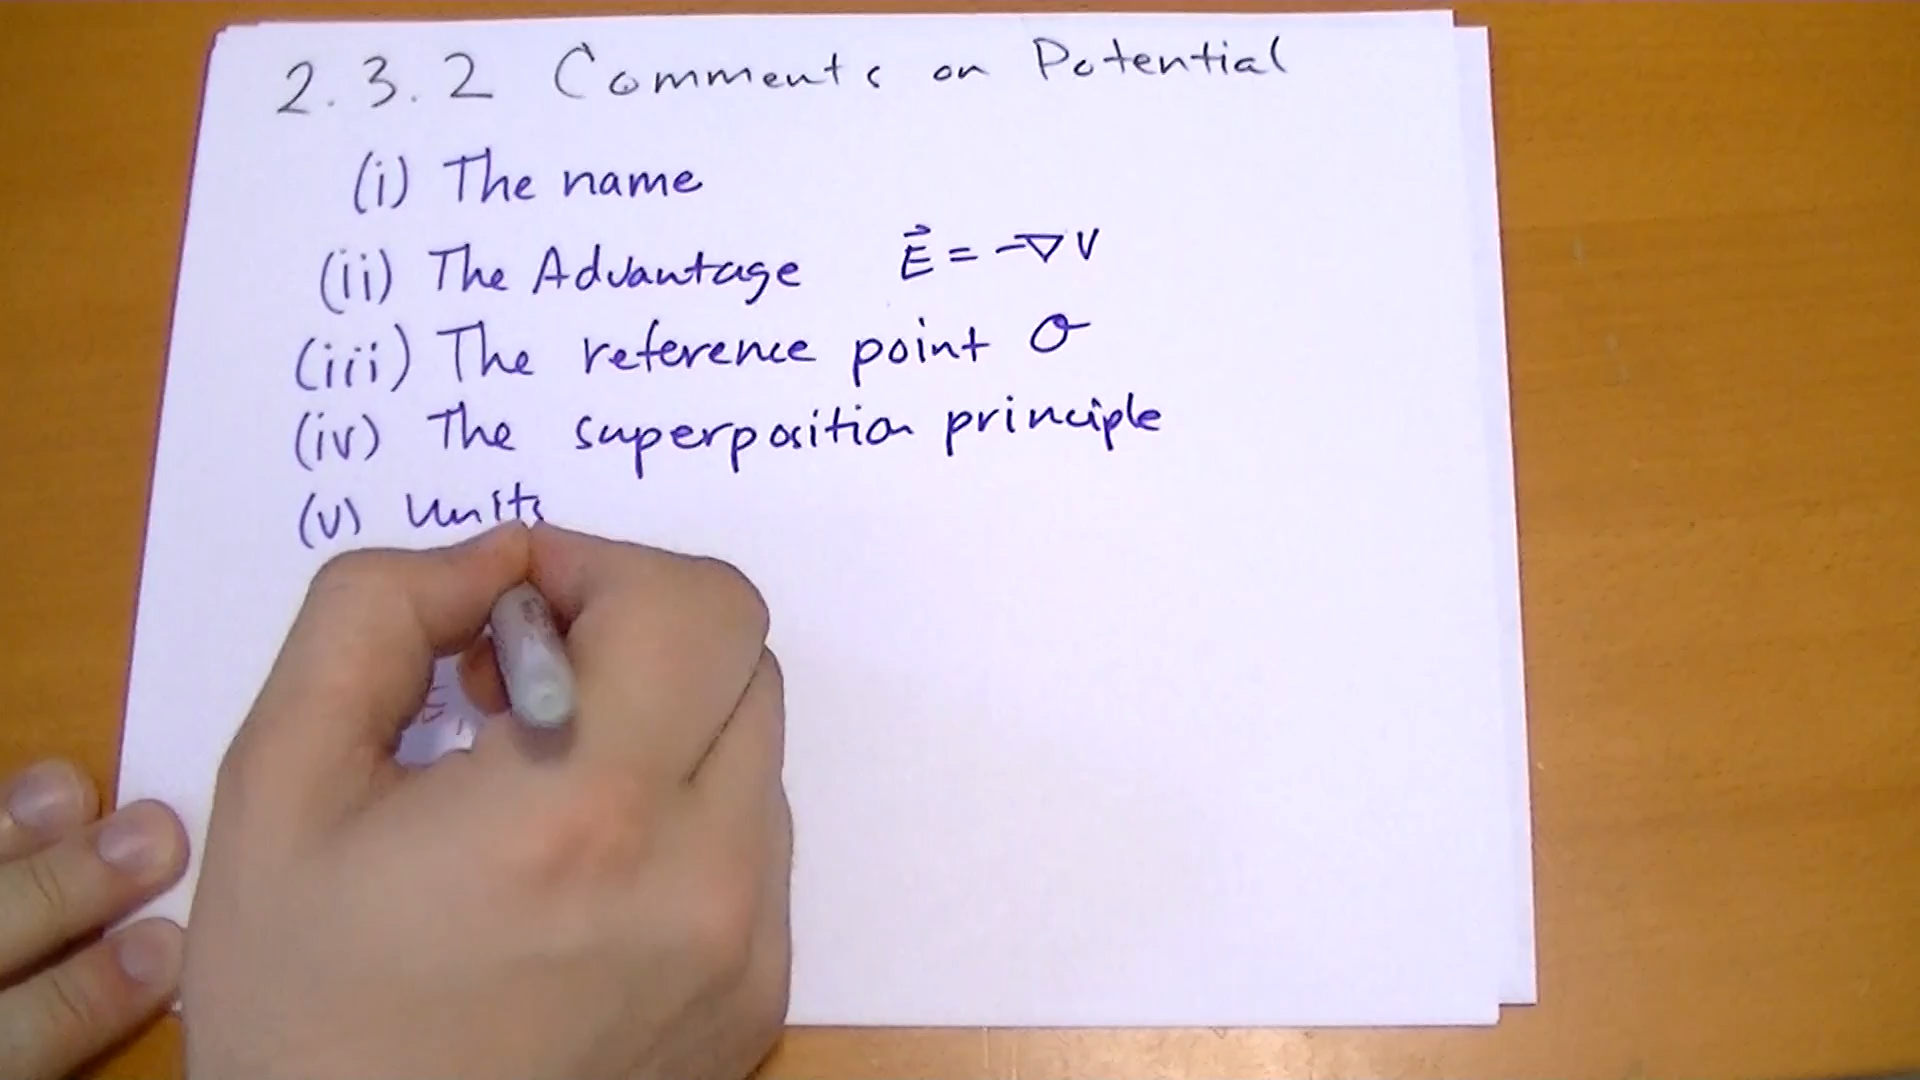 2.3.2 Comments on Potential
(i) The name
(ii) The Advantage E⃗ = -∇V
(iii) The reference point O
(iv) The superposition principle
(v) Units